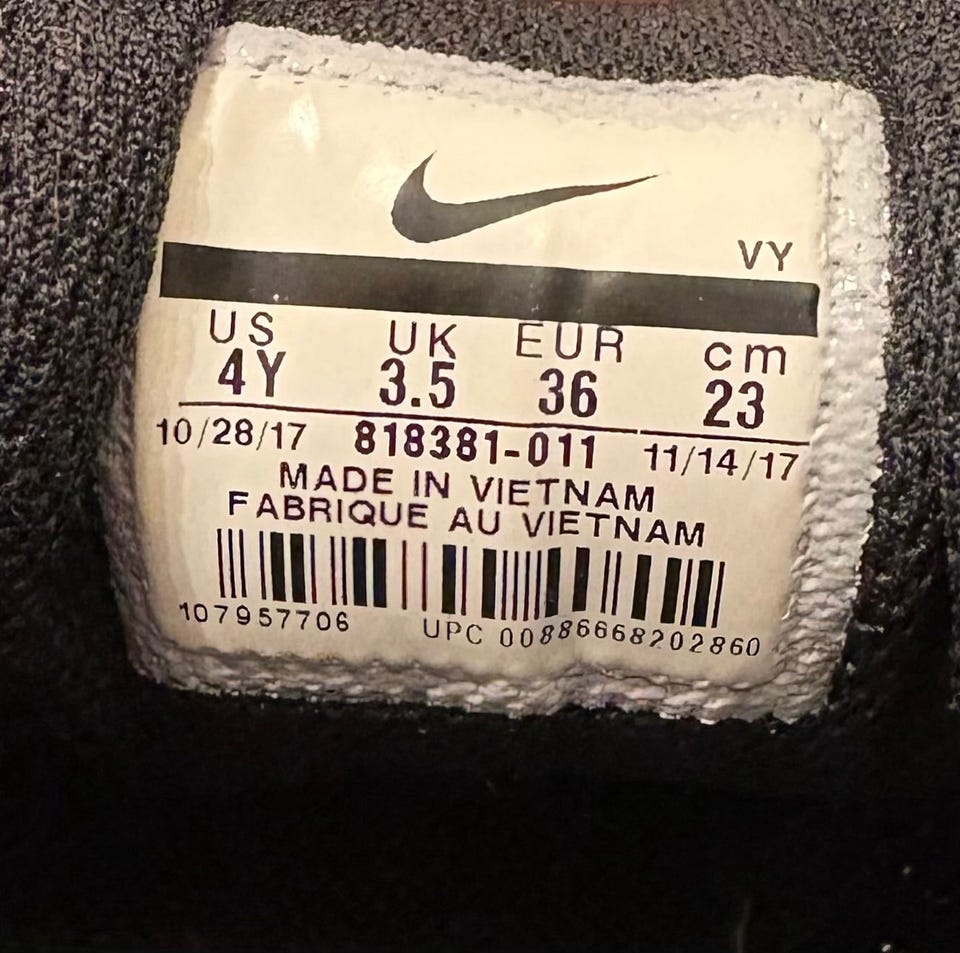 VY
US UK EUR cm
4Y 3.5 36 23
10/28/17 818381-011 11/14/17
MADE IN VIETNAM
FABRIQUE AU VIETNAM
107957706 UPC 00886668202860